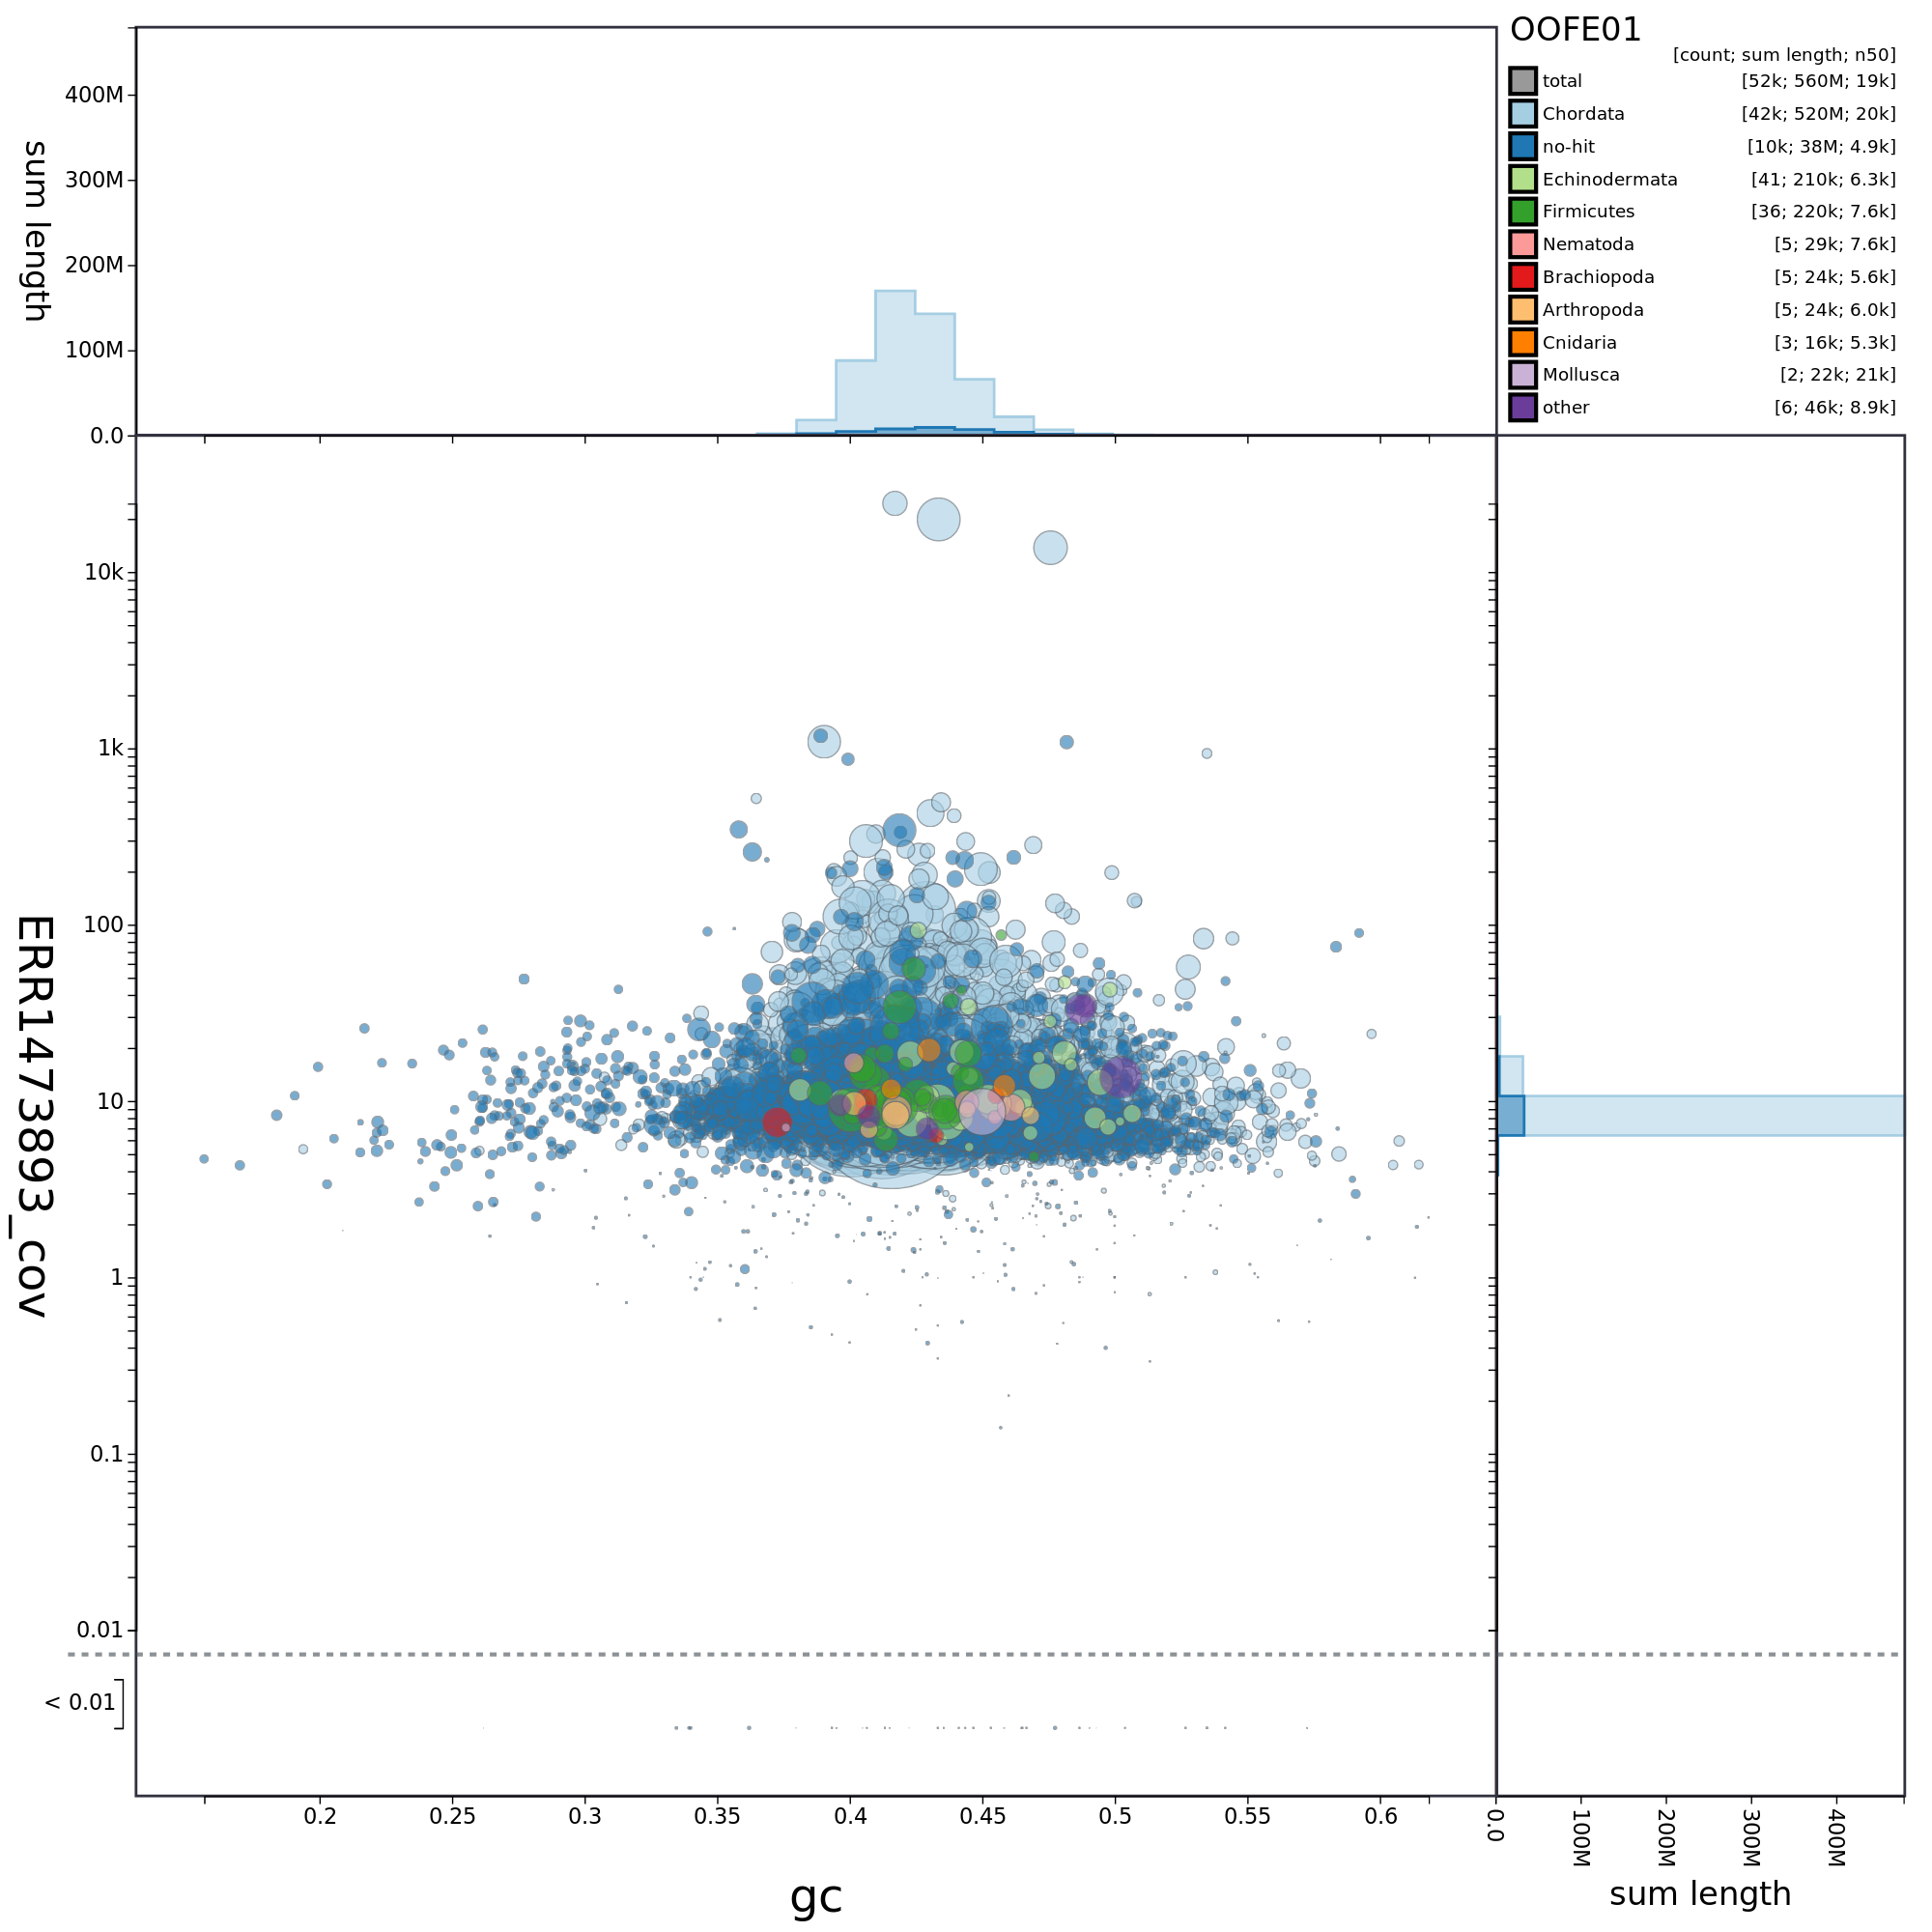 OOFE01
[count; sum length; n50]
total [52k; 560M; 19k]
Chordata [42k; 520M; 20k]
no-hit [10k; 38M; 4.9k]
Echinodermata [41; 210k; 6.3k]
Firmicutes [36; 220k; 7.6k]
Nematoda [5; 29k; 7.6k]
Brachiopoda [5; 24k; 5.6k]
Arthropoda [5; 24k; 6.0k]
Cnidaria [3; 16k; 5.3k]
Mollusca [2; 22k; 21k]
other [6; 46k; 8.9k]
sum length
400M
300M
200M
100M
0.0
ERR1473893_cov
10k
1k
100
10
1
0.1
0.01
< 0.01
0.2 0.25 0.3 0.35 0.4 0.45 0.5 0.55 0.6
gc
0.0 100M 200M 300M 400M
sum length